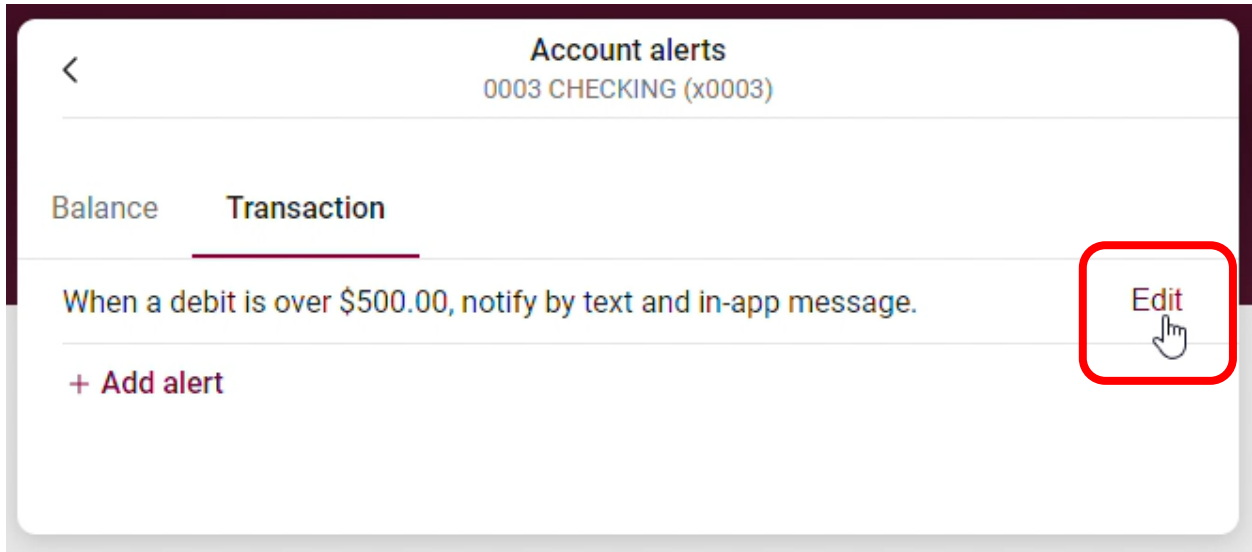 Account alerts
0003 CHECKING (x0003)
Balance Transaction
When a debit is over $500.00, notify by text and in-app message. Edit
+ Add alert